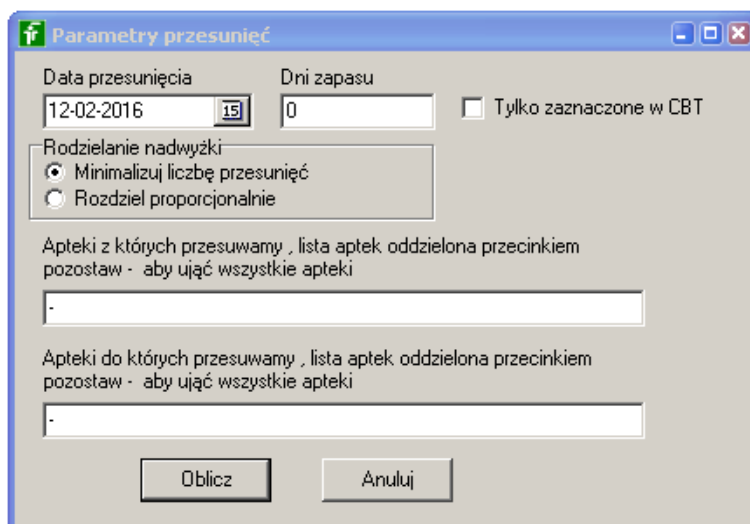 Parametry przesunięć
Data przesunięcia
Dni zapasu
12-02-2016
15
0
Tylko zaznaczone w CBT
Rodzielanie nadwyżki
Minimalizuj liczbę przesunięć
Rozdziel proporcjonalnie
Apteki z których przesuwamy , lista aptek oddzielona przecinkiem
pozostaw - aby ująć wszystkie apteki
-
Apteki do których przesuwamy , lista aptek oddzielona przecinkiem
pozostaw - aby ująć wszystkie apteki
-
Oblicz
Anuluj